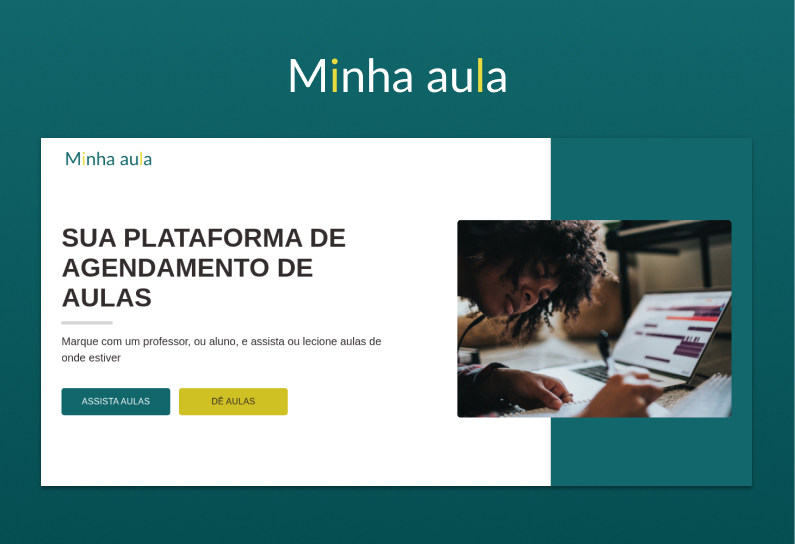 Minha aula
Minha aula
SUA PLATAFORMA DE
AGENDAMENTO DE
AULAS
Marque com um professor, ou aluno, e assista ou lecione aulas de
onde estiver
ASSISTA AULAS
DÊ AULAS